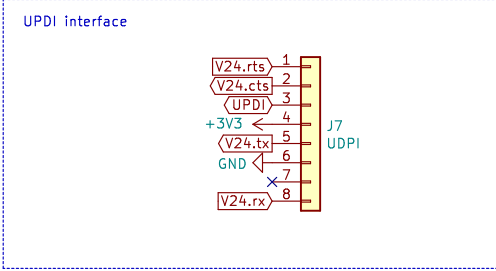 UPDI interface
V24.rts 1
V24.cts 2
UPDI 3
+3V3 4
J7
V24.tx 5
UDPI
GND 6
7
V24.rx 8